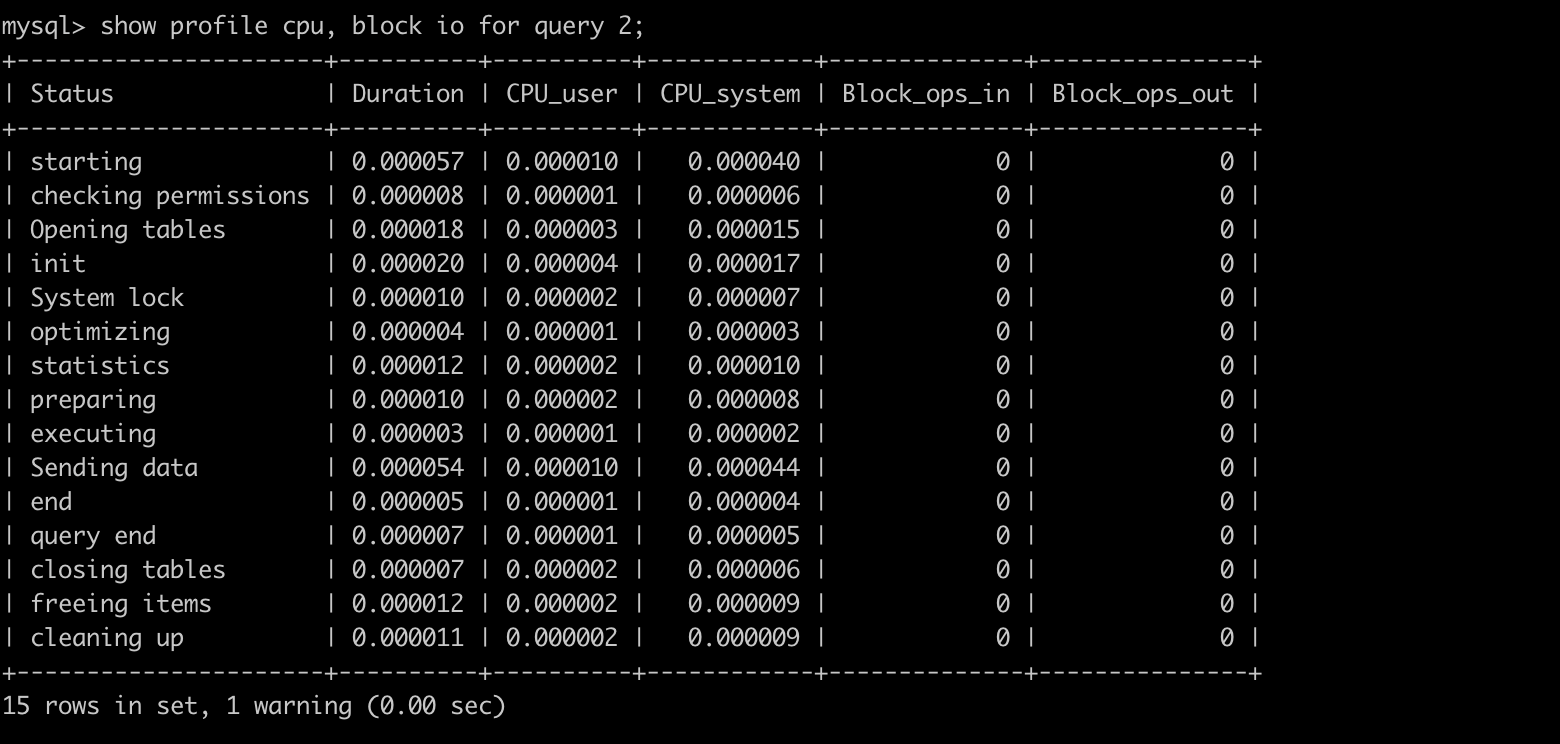 mysql> show profile cpu, block io for query 2;
+----------------------+----------+----------+------------+--------------+---------------+
| Status               | Duration | CPU_user | CPU_system | Block_ops_in | Block_ops_out |
+----------------------+----------+----------+------------+--------------+---------------+
| starting             | 0.000057 | 0.000010 |   0.000040 |            0 |             0 |
| checking permissions | 0.000008 | 0.000001 |   0.000006 |            0 |             0 |
| Opening tables       | 0.000018 | 0.000003 |   0.000015 |            0 |             0 |
| init                 | 0.000020 | 0.000004 |   0.000017 |            0 |             0 |
| System lock          | 0.000010 | 0.000002 |   0.000007 |            0 |             0 |
| optimizing           | 0.000004 | 0.000001 |   0.000003 |            0 |             0 |
| statistics           | 0.000012 | 0.000002 |   0.000010 |            0 |             0 |
| preparing            | 0.000010 | 0.000002 |   0.000008 |            0 |             0 |
| executing            | 0.000003 | 0.000001 |   0.000002 |            0 |             0 |
| Sending data         | 0.000054 | 0.000010 |   0.000044 |            0 |             0 |
| end                  | 0.000005 | 0.000001 |   0.000004 |            0 |             0 |
| query end            | 0.000007 | 0.000001 |   0.000005 |            0 |             0 |
| closing tables       | 0.000007 | 0.000002 |   0.000006 |            0 |             0 |
| freeing items        | 0.000012 | 0.000002 |   0.000009 |            0 |             0 |
| cleaning up          | 0.000011 | 0.000002 |   0.000009 |            0 |             0 |
+----------------------+----------+----------+------------+--------------+---------------+
15 rows in set, 1 warning (0.00 sec)